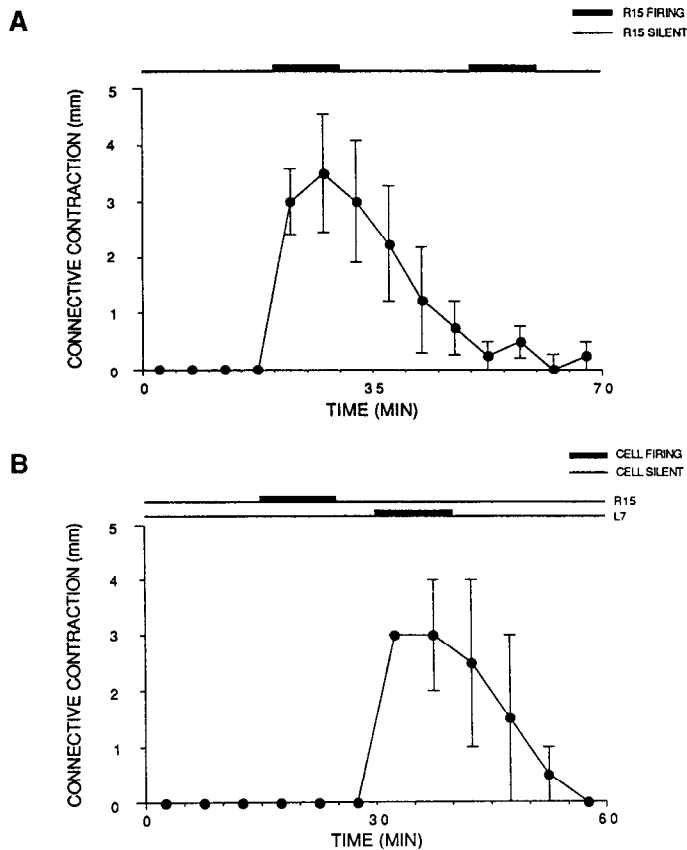 A
R15 FIRING
R15 SILENT
CONNECTIVE CONTRACTION (mm)
5
4
3
2
1
0
0 35 70
TIME (MIN)
B
CELL FIRING
CELL SILENT
R15
L7
CONNECTIVE CONTRACTION (mm)
5
4
3
2
1
0
0 30 60
TIME (MIN)